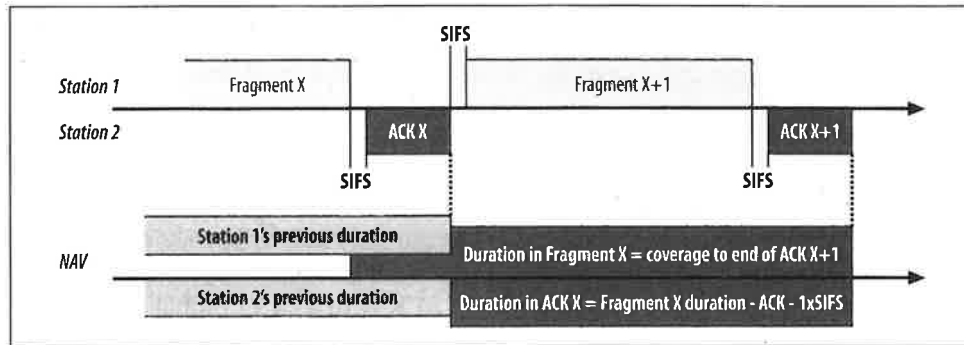 SIFS
Station 1
Fragment X
Fragment X+1
Station 2
ACK X
ACK X+1
SIFS
SIFS
Station 1's previous duration
NAV
Duration in Fragment X = coverage to end of ACK X+1
Station 2's previous duration
Duration in ACK X = Fragment X duration - ACK - 1xSIFS